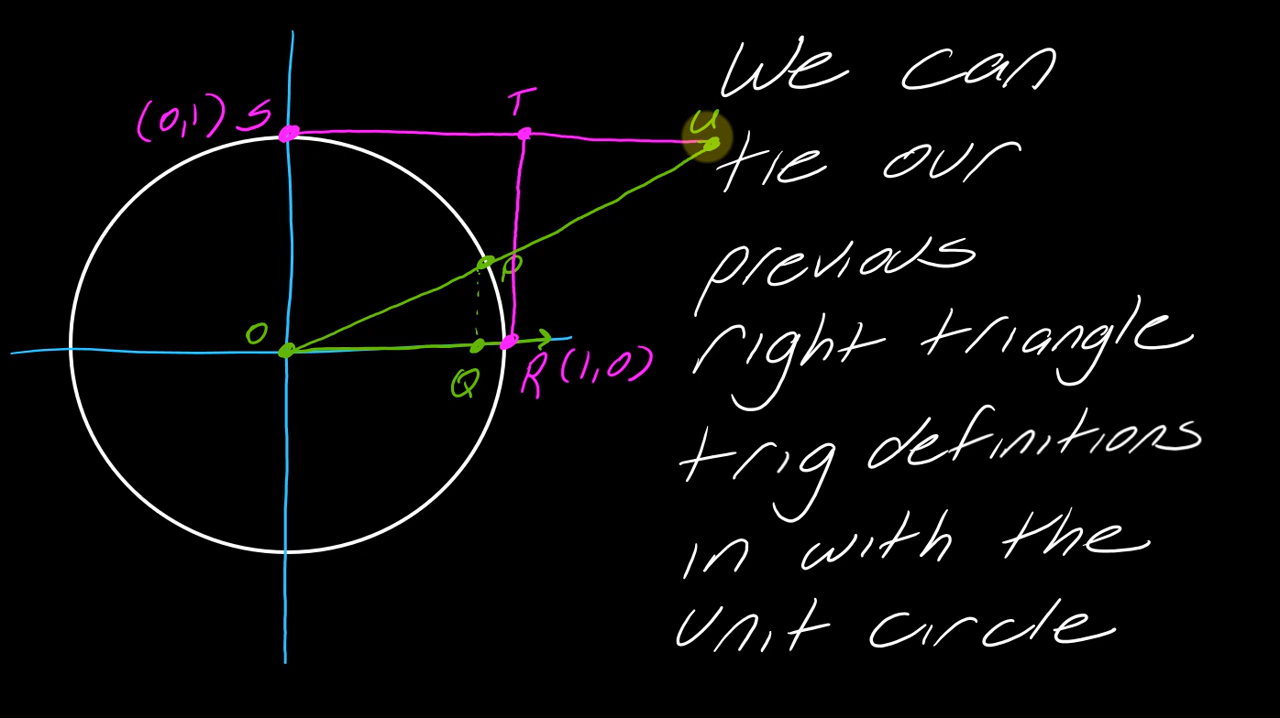 We can
tie our
previous
right triangle
trig definitions
in with the
unit circle
(0,1) S
T
U
P
O
Q
R (1,0)